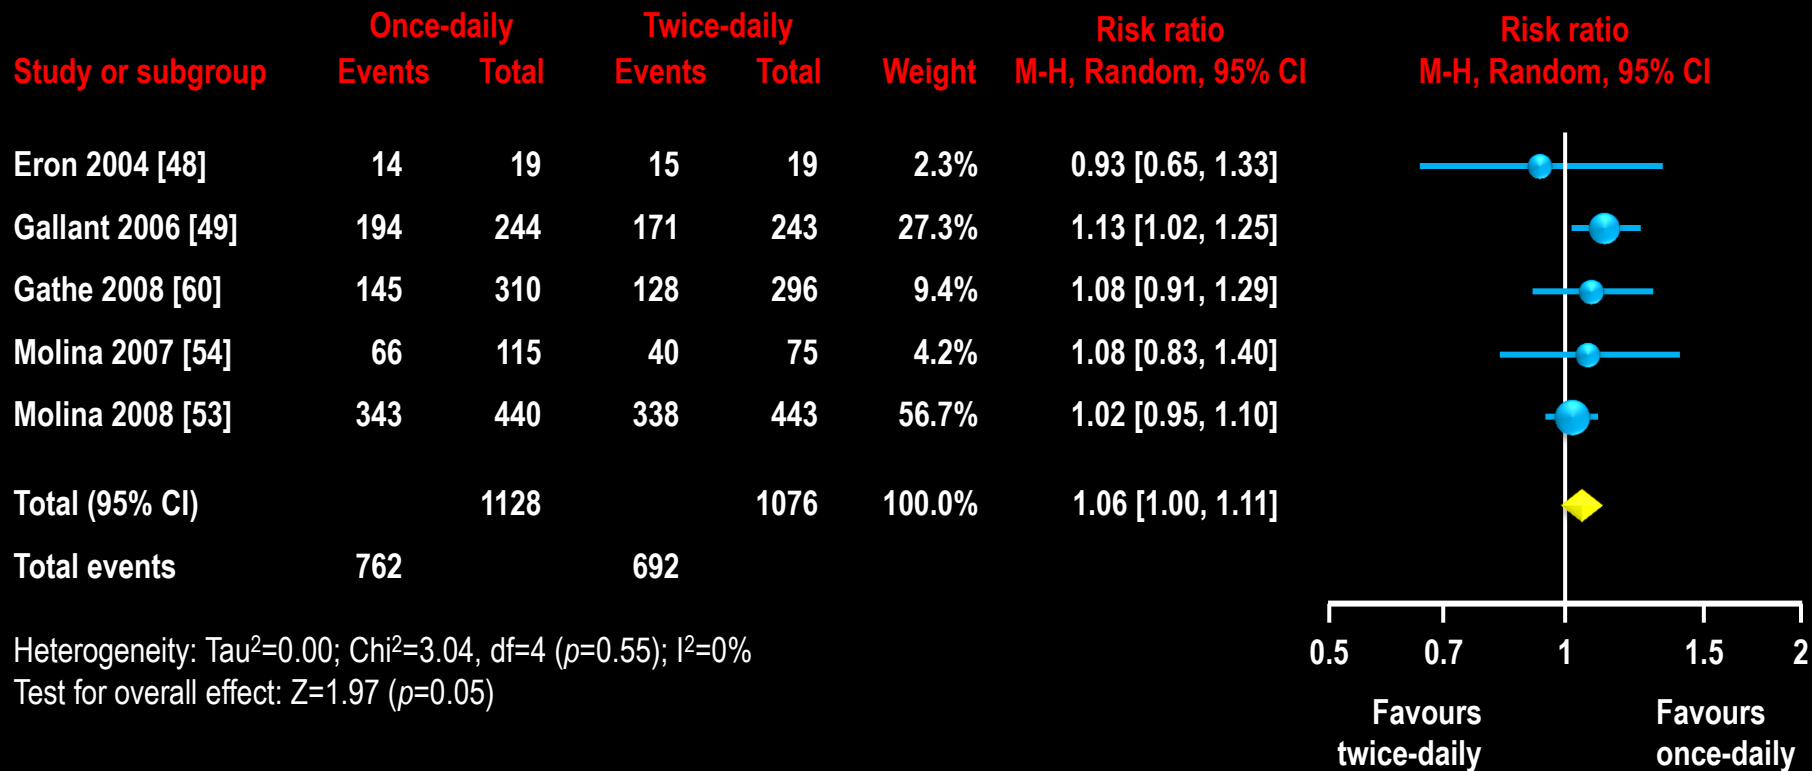 Once-daily Twice-daily Risk ratio Risk ratio
Study or subgroup Events Total Events Total Weight M-H, Random, 95% CI M-H, Random, 95% CI
Eron 2004 [48] 14 19 15 19 2.3% 0.93 [0.65, 1.33]
Gallant 2006 [49] 194 244 171 243 27.3% 1.13 [1.02, 1.25]
Gathe 2008 [60] 145 310 128 296 9.4% 1.08 [0.91, 1.29]
Molina 2007 [54] 66 115 40 75 4.2% 1.08 [0.83, 1.40]
Molina 2008 [53] 343 440 338 443 56.7% 1.02 [0.95, 1.10]
Total (95% CI) 1128 1076 100.0% 1.06 [1.00, 1.11]
Total events 762 692
Heterogeneity: Tau²=0.00; Chi²=3.04, df=4 (p=0.55); I²=0%
Test for overall effect: Z=1.97 (p=0.05)
0.5 0.7 1 1.5 2
Favours Favours
twice-daily once-daily